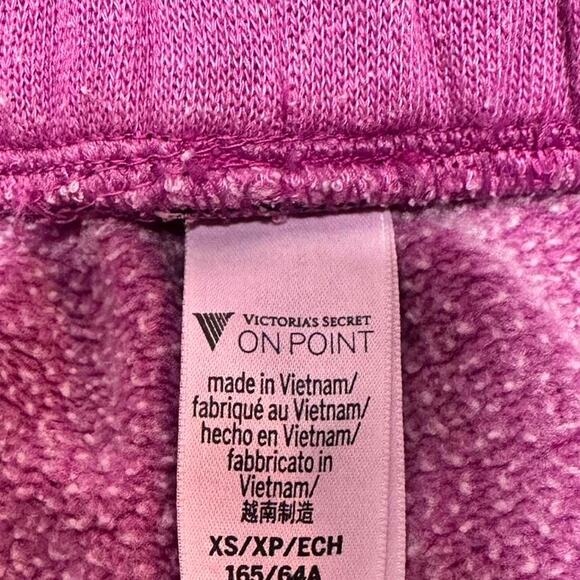 VICTORIA'S SECRET
ON POINT
made in Vietnam/
fabriqué au Vietnam/
hecho en Vietnam/
fabbricato in
Vietnam/
越南制造
XS/XP/ECH
165/64A